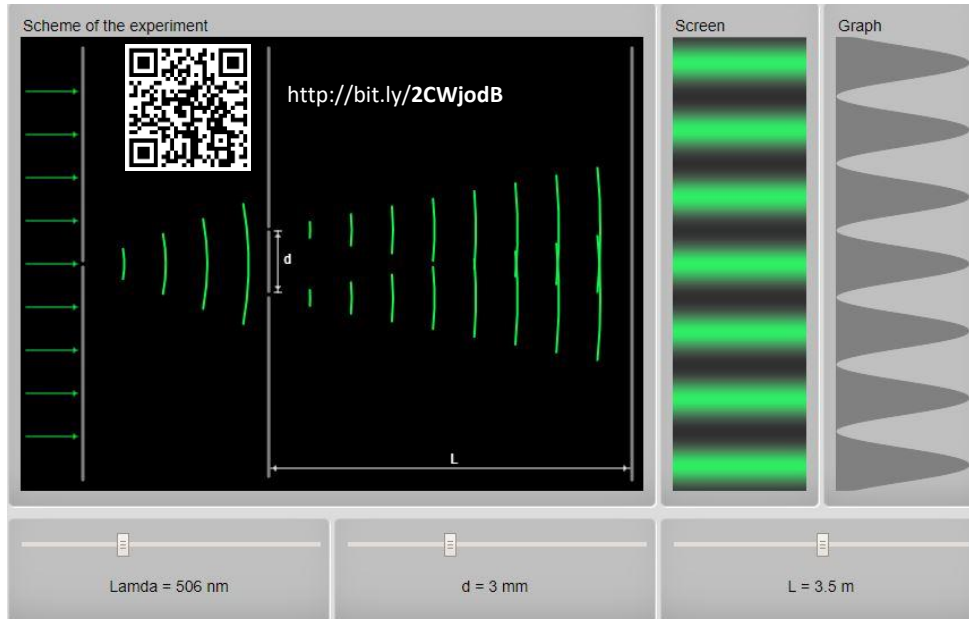 Scheme of the experiment
http://bit.ly/2CWjodB
d
L
Screen
Graph
Lamda = 506 nm
d = 3 mm
L = 3.5 m